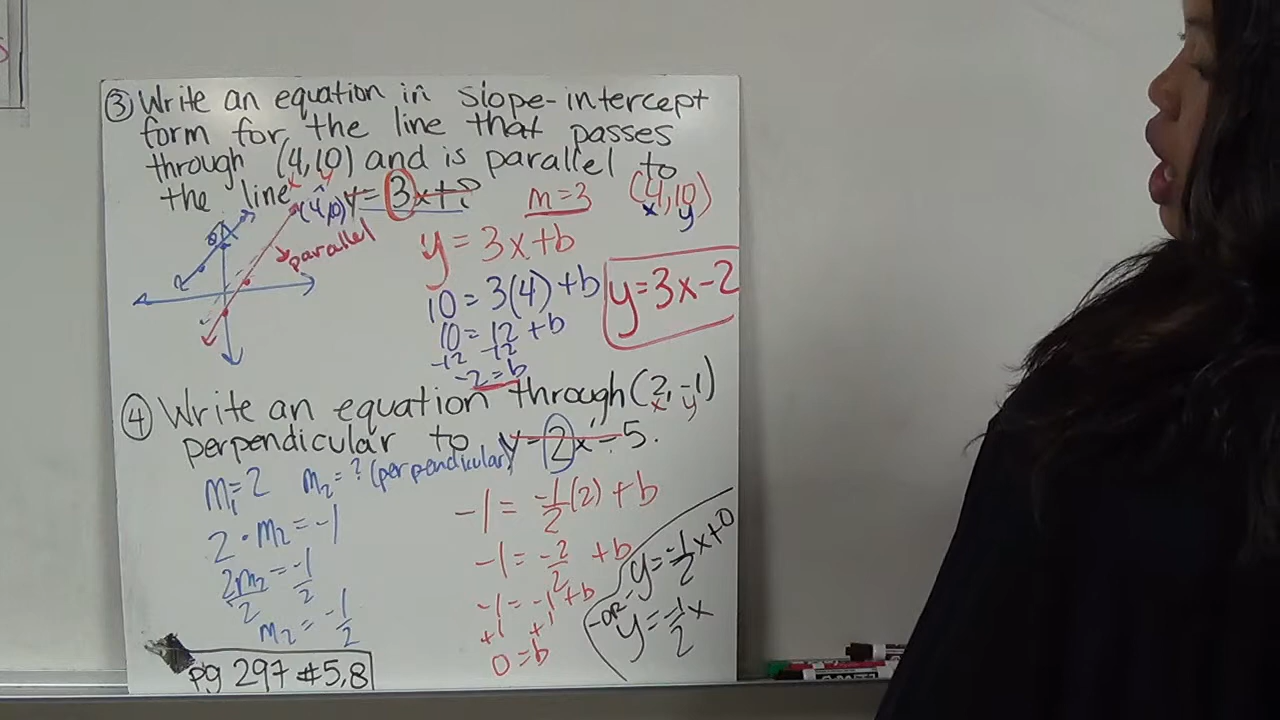 ③ Write an equation in slope-intercept
form for the line that passes
through (4,10) and is parallel to
the line y = 3x+
x y
m=3 (4,10)
x y
parallel
y = 3x+b
10 = 3(4) +b
10 = 12 +b
-12 -12
-2 = b
y=3x-2
④ Write an equation through (2,-1)
x y
perpendicular to y=2x-5.
m₁=2 m₂=? (perpendicular)
2 · m₂ = -1
2m₂ = -1
2 2
m₂ = -1/2
-1 = -1/2(2) + b
-1 = -2/2 + b
-1 = -1 + b
+1 +1
0 = b
y=-1/2x+0
-OR-
y=-1/2x
pg 297 #5,8